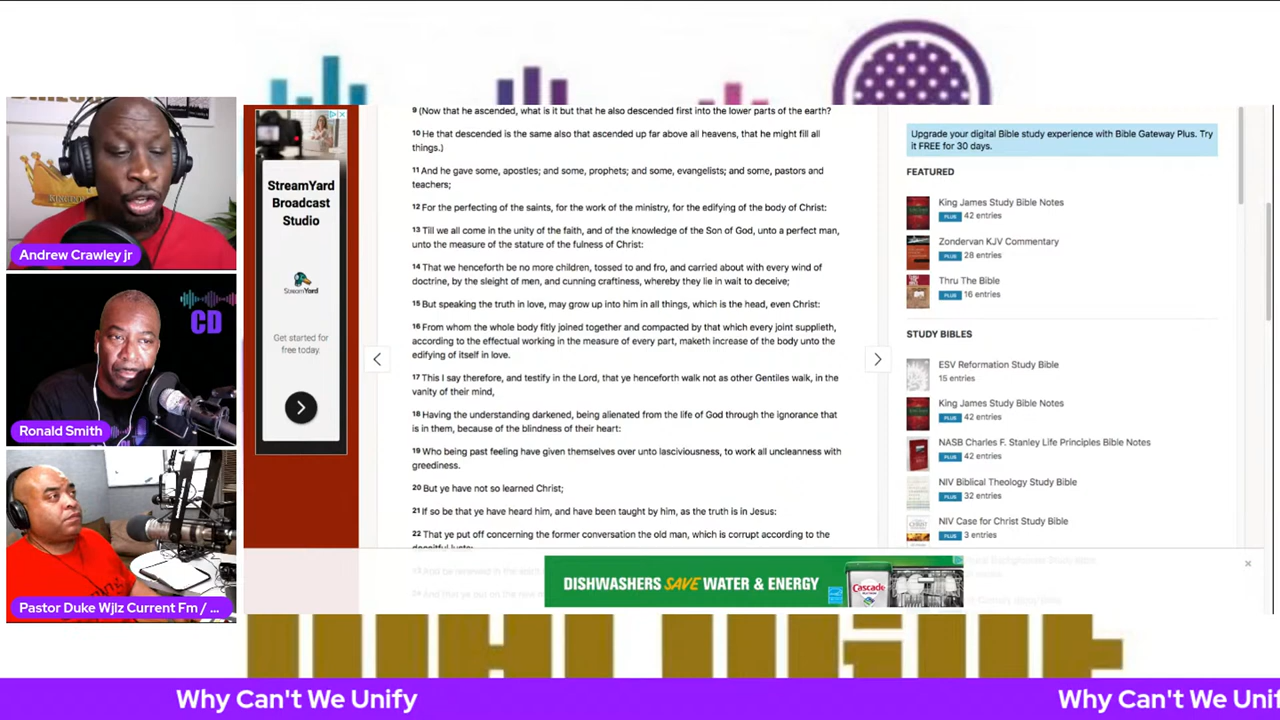 Andrew Crawley jr
CD
Ronald Smith
Pastor Duke Wjlz Current Fm / ...
StreamYard
Broadcast
Studio
StreamYard
Get started for
free today.
9 (Now that he ascended, what is it but that he also descended first into the lower parts of the earth?
10 He that descended is the same also that ascended up far above all heavens, that he might fill all
things.)
11 And he gave some, apostles; and some, prophets; and some, evangelists; and some, pastors and
teachers;
12 For the perfecting of the saints, for the work of the ministry, for the edifying of the body of Christ:
13 Till we all come in the unity of the faith, and of the knowledge of the Son of God, unto a perfect man,
unto the measure of the stature of the fulness of Christ:
14 That we henceforth be no more children, tossed to and fro, and carried about with every wind of
doctrine, by the sleight of men, and cunning craftiness, whereby they lie in wait to deceive;
15 But speaking the truth in love, may grow up into him in all things, which is the head, even Christ:
16 From whom the whole body fitly joined together and compacted by that which every joint supplieth,
according to the effectual working in the measure of every part, maketh increase of the body unto the
edifying of itself in love.
17 This I say therefore, and testify in the Lord, that ye henceforth walk not as other Gentiles walk, in the
vanity of their mind,
18 Having the understanding darkened, being alienated from the life of God through the ignorance that
is in them, because of the blindness of their heart:
19 Who being past feeling have given themselves over unto lasciviousness, to work all uncleanness with
greediness.
20 But ye have not so learned Christ;
21 If so be that ye have heard him, and have been taught by him, as the truth is in Jesus:
22 That ye put off concerning the former conversation the old man, which is corrupt according to the
Upgrade your digital Bible study experience with Bible Gateway Plus. Try
it FREE for 30 days.
FEATURED
King James Study Bible Notes
PLUS 42 entries
Zondervan KJV Commentary
PLUS 28 entries
Thru The Bible
PLUS 16 entries
STUDY BIBLES
ESV Reformation Study Bible
15 entries
King James Study Bible Notes
PLUS 42 entries
NASB Charles F. Stanley Life Principles Bible Notes
PLUS 42 entries
NIV Biblical Theology Study Bible
PLUS 32 entries
NIV Case for Christ Study Bible
PLUS 3 entries
DISHWASHERS SAVE WATER & ENERGY
Cascade
Why Can't We Unify
Why Can't We Unif